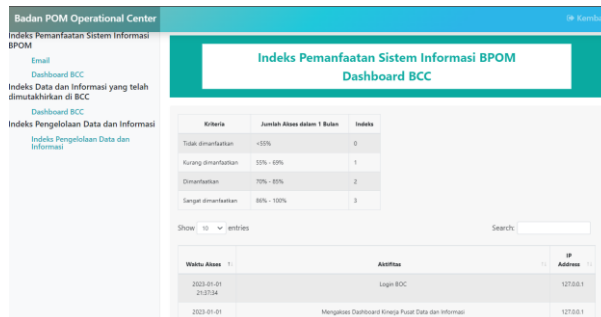 Badan POM Operational Center
Kemba
Indeks Pemanfaatan Sistem Informasi
BPOM
Email
Dashboard BCC
Indeks Data dan Informasi yang telah
dimutakhirkan di BCC
Dashboard BCC
Indeks Pengelolaan Data dan Informasi
Indeks Pengelolaan Data dan
Informasi
Indeks Pemanfaatan Sistem Informasi BPOM
Dashboard BCC
Kriteria Jumlah Akses dalam 1 Bulan Indeks
Tidak dimanfaatkan <55% 0
Kurang dimanfaatkan 55% - 69% 1
Dimanfaatkan 70% - 85% 2
Sangat dimanfaatkan 86% - 100% 3
Show 10 entries Search:
Waktu Akses Aktifitas IP Address
2023-01-01 21:57:34 Login BOC 127.0.0.1
2023-01-01 Mengakses Dashboard Kinerja Pusat Data dan Informasi 127.0.0.1